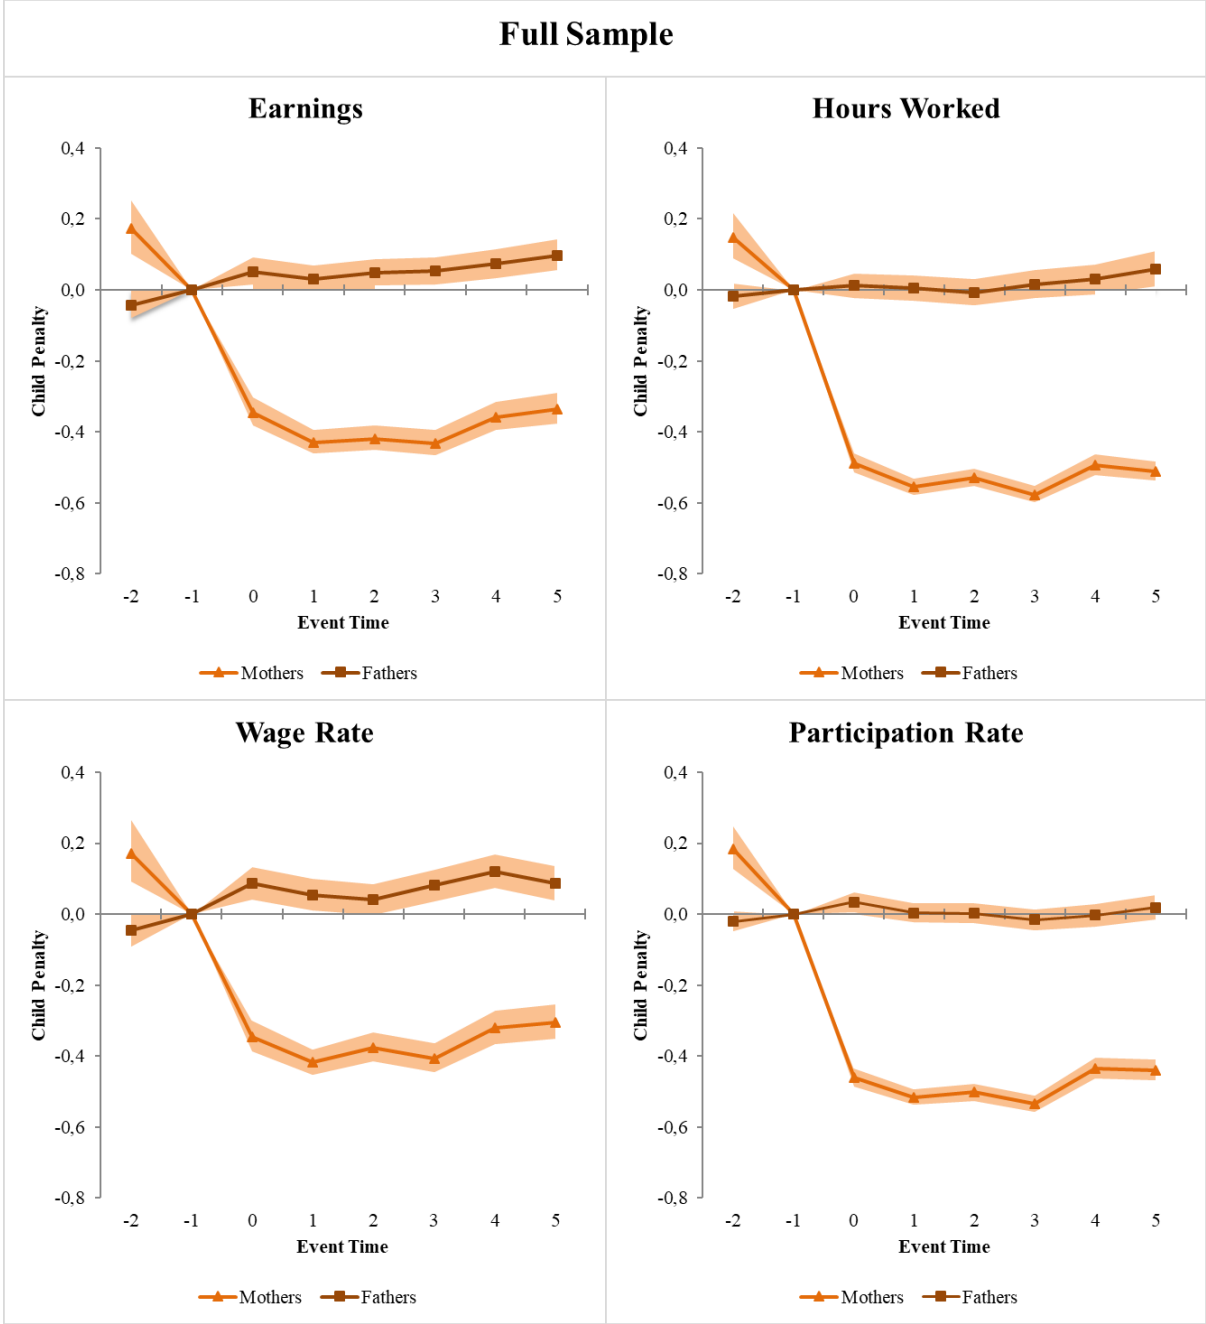 Full Sample
Earnings
0,4
0,2
0,0
-0,2
-0,4
-0,6
-0,8
Child Penalty
-2 -1 0 1 2 3 4 5
Event Time
Mothers Fathers
Hours Worked
0,4
0,2
0,0
-0,2
-0,4
-0,6
-0,8
Child Penalty
-2 -1 0 1 2 3 4 5
Event Time
Mothers Fathers
Wage Rate
0,4
0,2
0,0
-0,2
-0,4
-0,6
-0,8
Child Penalty
-2 -1 0 1 2 3 4 5
Event Time
Mothers Fathers
Participation Rate
0,4
0,2
0,0
-0,2
-0,4
-0,6
-0,8
Child Penalty
-2 -1 0 1 2 3 4 5
Event Time
Mothers Fathers